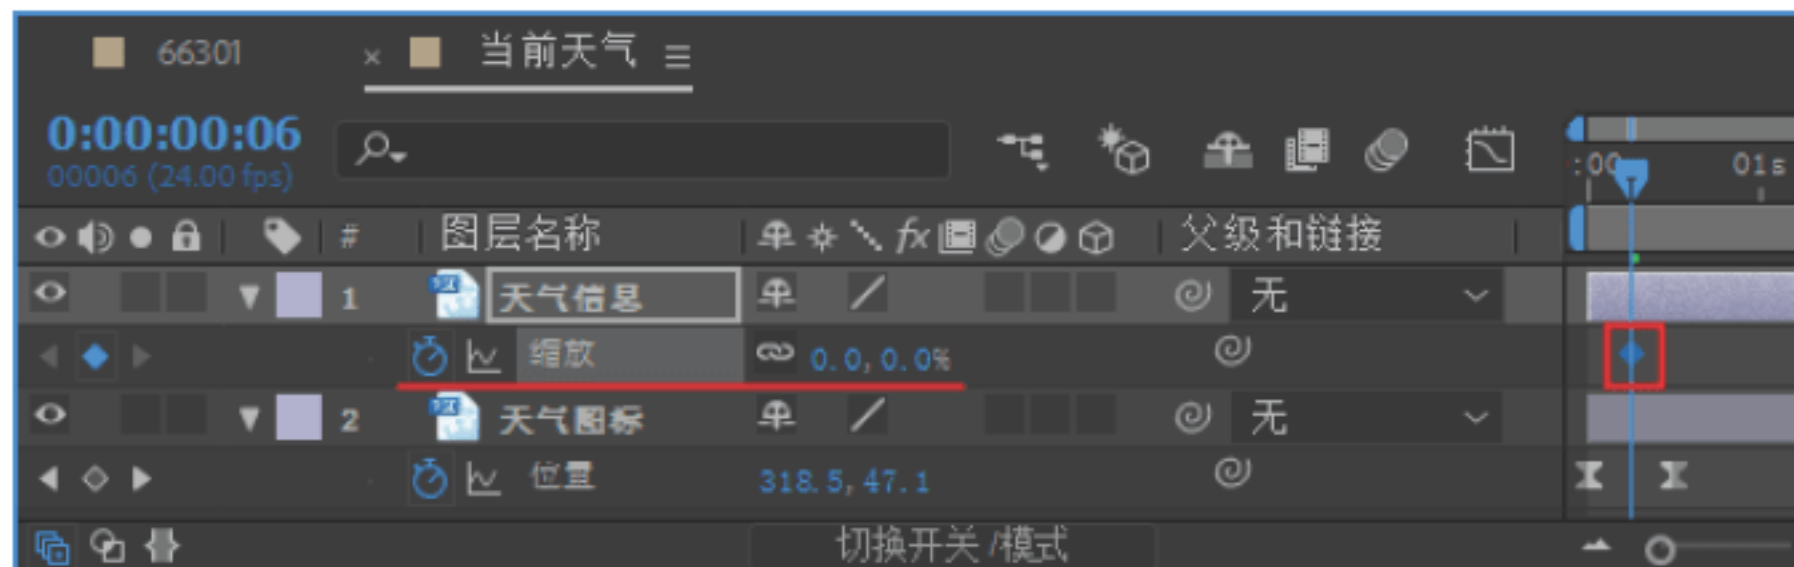 66301 × 当前天气
0:00:00:06
00006 (24.00 fps)
:00 01s
# 图层名称 fx 父级和链接
1 天气信息 无
缩放 0.0,0.0%
2 天气图标 无
位置 318.5,47.1
切换开关/模式